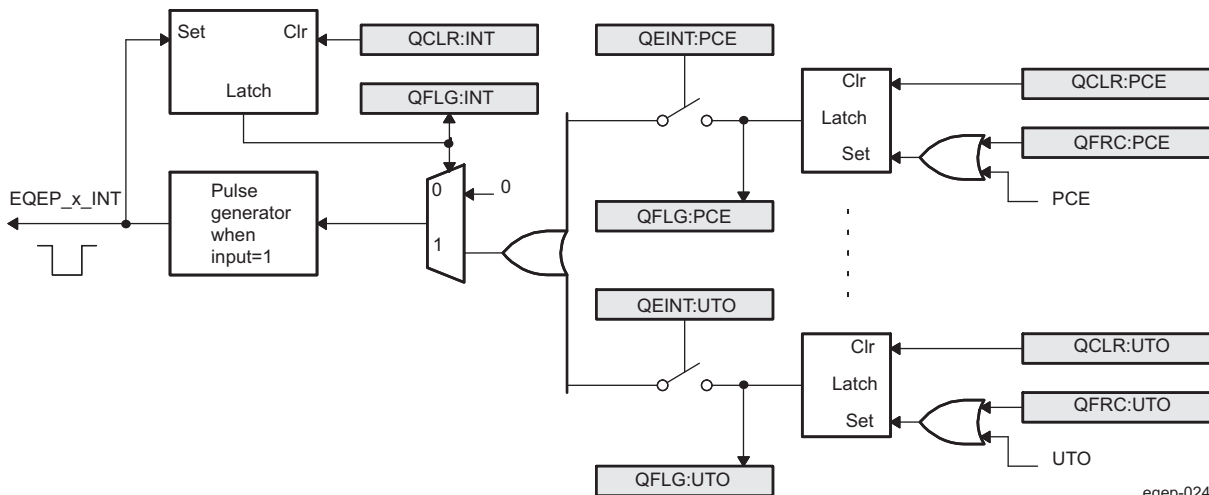 Set
Clr
Latch
QCLR:INT
QFLG:INT
EQEP_x_INT
Pulse
generator
when
input=1
0
0
1
QEINT:PCE
QFLG:PCE
Clr
Latch
Set
QCLR:PCE
QFRC:PCE
PCE
QEINT:UTO
QFLG:UTO
Clr
Latch
Set
QCLR:UTO
QFRC:UTO
UTO
eqep-024